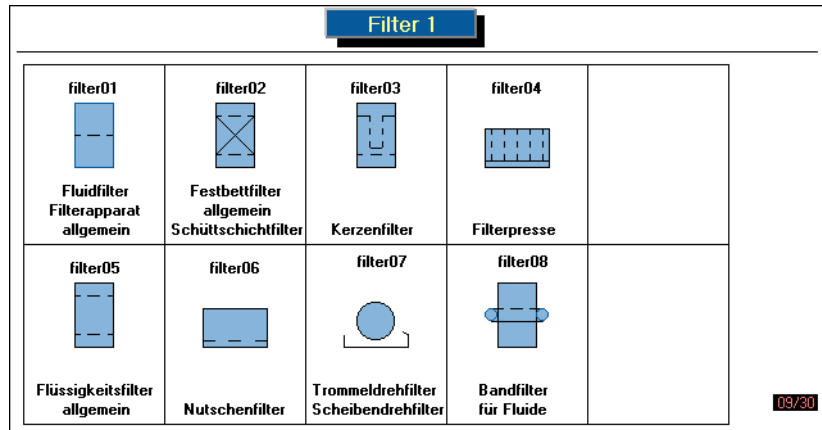 Filter 1
filter01
Fluidfilter
Filterapparat
allgemein
filter02
Festbettfilter
allgemein
Schüttschichtfilter
filter03
Kerzenfilter
filter04
Filterpresse
filter05
Flüssigkeitsfilter
allgemein
filter06
Nutschenfilter
filter07
Trommeldrehfilter
Scheibendrehfilter
filter08
Bandfilter
für Fluide
09/30